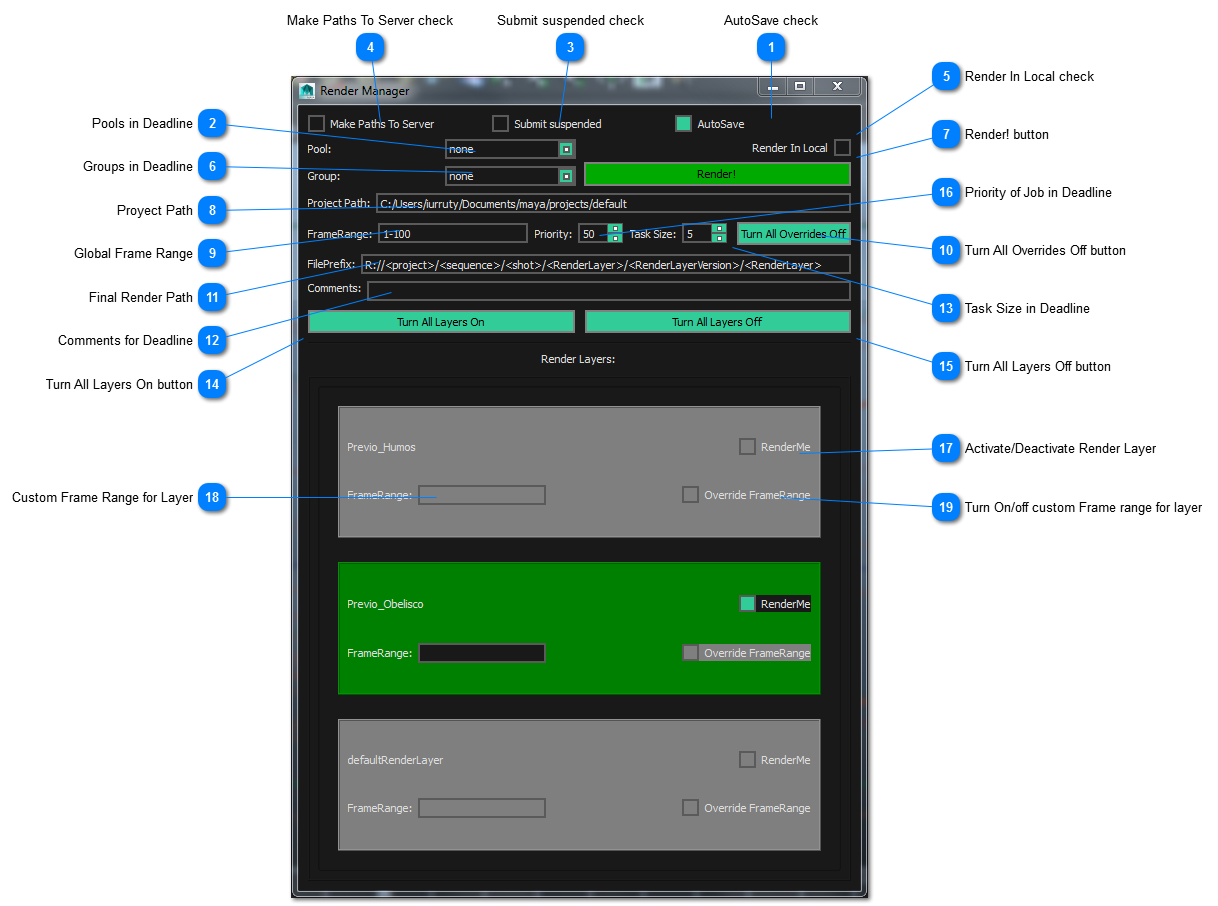 Make Paths To Server check
Submit suspended check
AutoSave check
4
3
1
5 Render In Local check
Render Manager
Pools in Deadline 2
Make Paths To Server
Submit suspended
AutoSave
7 Render! button
Pool: none
Render In Local
Groups in Deadline 6
Group: none
Render!
16 Priority of Job in Deadline
Proyect Path 8
Project Path: C:/Users/iurruty/Documents/maya/projects/default
FrameRange: 1-100
Priority: 50
Task Size: 5
Turn All Overrides Off
Global Frame Range 9
10 Turn All Overrides Off button
FilePrefix: R://<project>/<sequence>/<shot>/<RenderLayer>/<RenderLayerVersion>/<RenderLayer>
Final Render Path 11
Comments:
13 Task Size in Deadline
Turn All Layers On
Turn All Layers Off
Comments for Deadline 12
Render Layers:
15 Turn All Layers Off button
Turn All Layers On button 14
Previo_Humos
RenderMe
17 Activate/Deactivate Render Layer
Custom Frame Range for Layer 18
FrameRange:
Override FrameRange
19 Turn On/off custom Frame range for layer
Previo_Obelisco
RenderMe
FrameRange:
Override FrameRange
defaultRenderLayer
RenderMe
FrameRange:
Override FrameRange